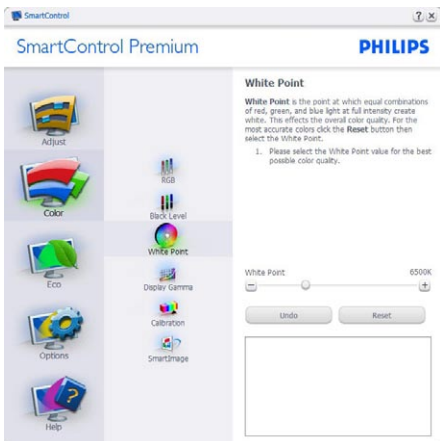 SmartControl
? x
SmartControl Premium
PHILIPS
Adjust
Color
Eco
Options
Help
RGB
Black Level
White Point
Display Gamma
Calibration
SmartImage
White Point
White Point is the point at which equal combinations
of red, green, and blue light at full intensity create
white. This effects the overall color quality. For the
most accurate colors click the Reset button then
select the White Point.
1. Please select the White Point value for the best
possible color quality.
White Point 6500K
Undo Reset